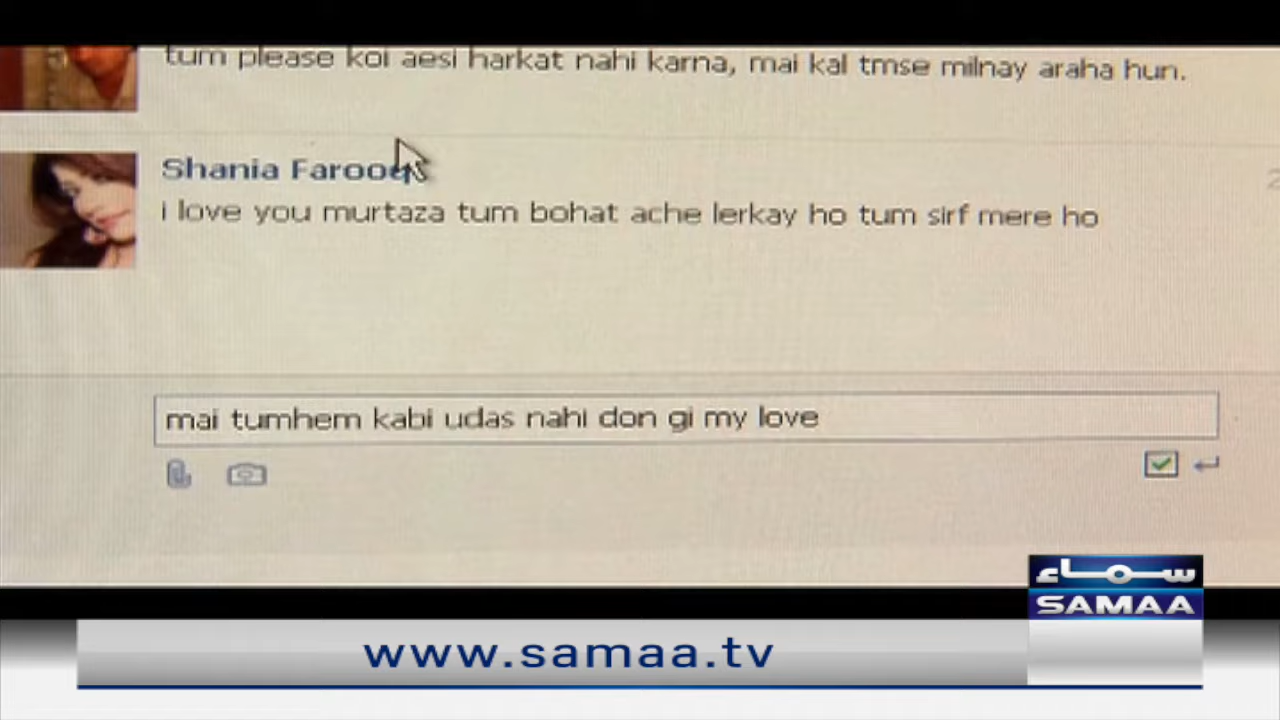 tum please koi aesi harkat nahi karna, mai kal tmse milnay araha hun.
Shania Farooq
i love you murtaza tum bohat ache lerkay ho tum sirf mere ho
mai tumhem kabi udas nahi don gi my love
سماء
SAMAA
www.samaa.tv